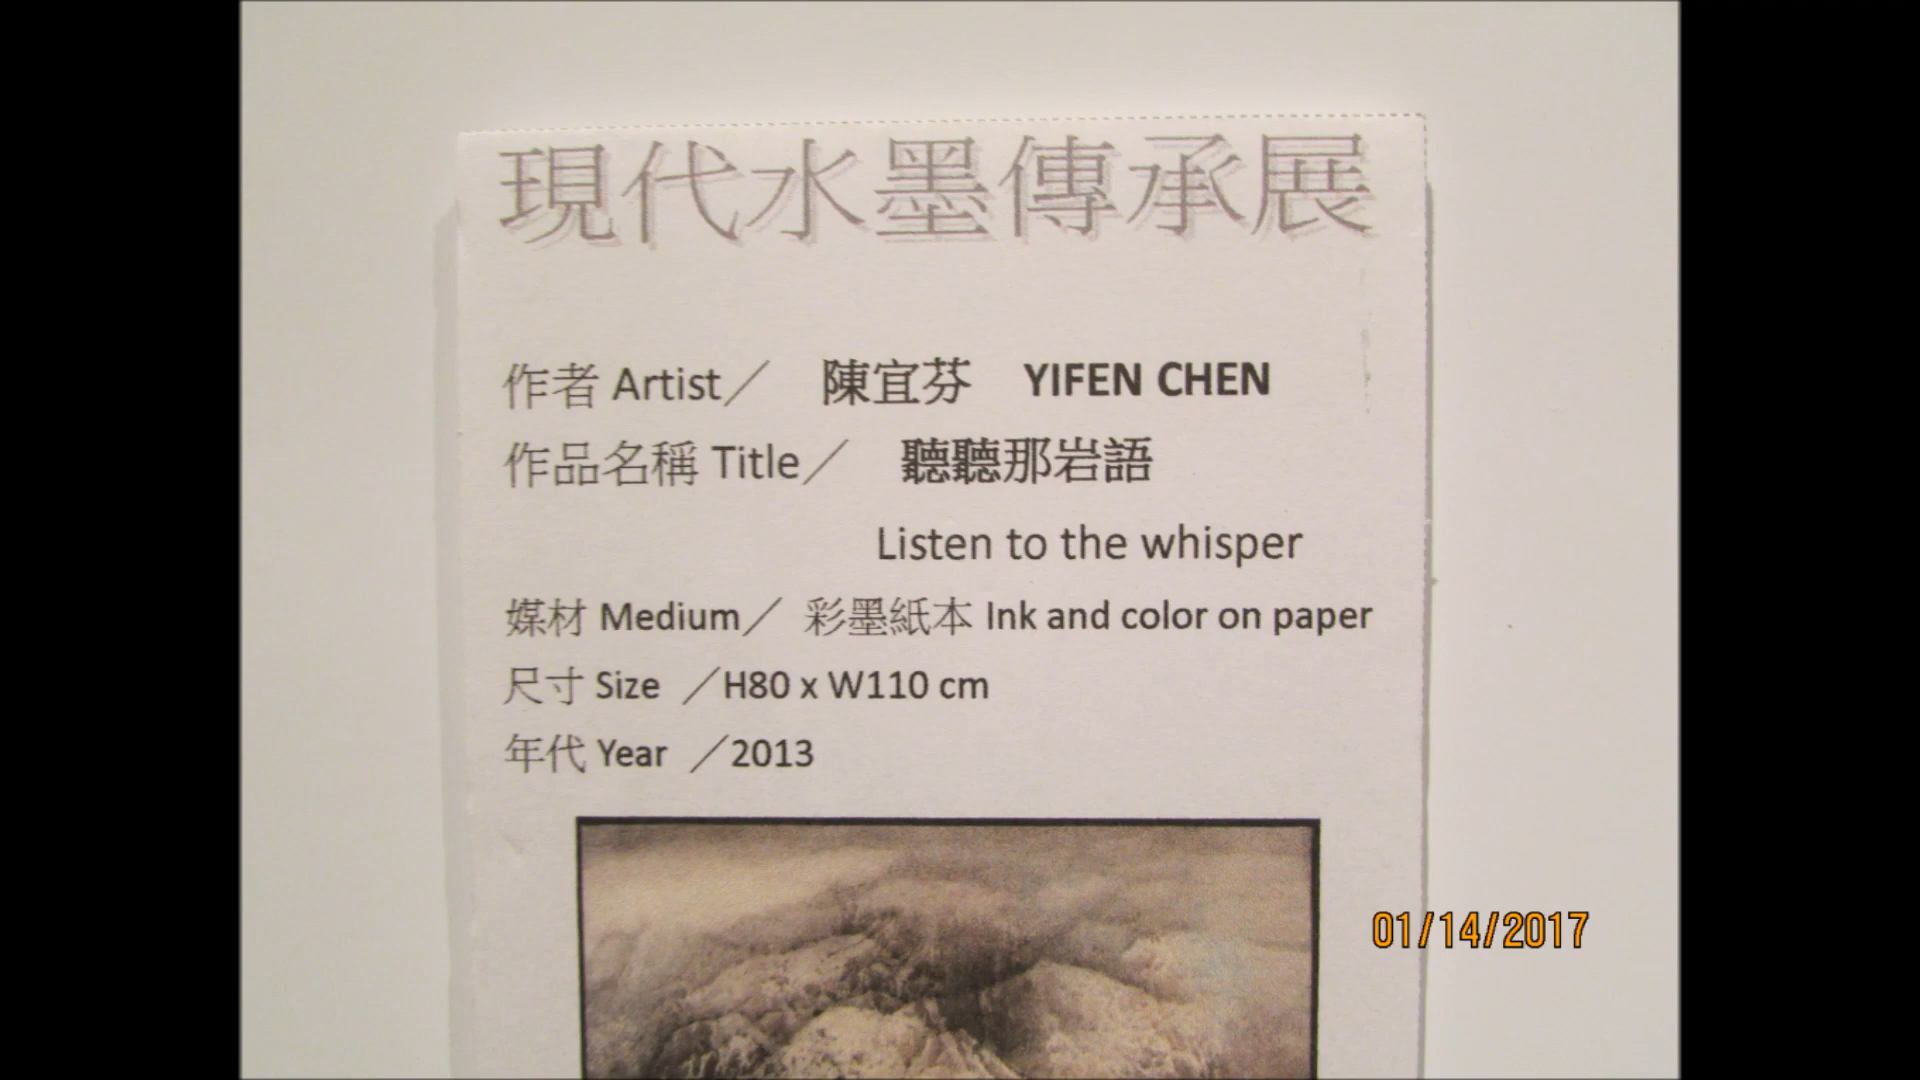 現代水墨傳承展
作者 Artist／ 陳宜芬 YIFEN CHEN
作品名稱 Title／ 聽聽那岩語
Listen to the whisper
媒材 Medium／ 彩墨紙本 Ink and color on paper
尺寸 Size ／H80 x W110 cm
年代 Year ／2013
01/14/2017